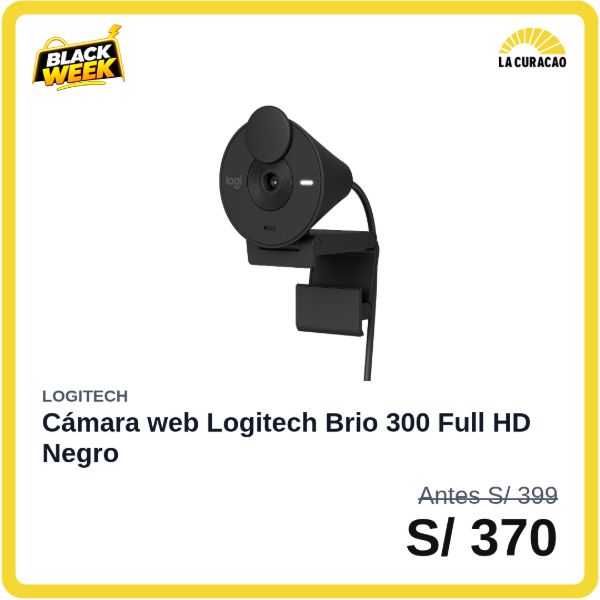 BLACK
WEEK
LA CURACAO
logi
LOGITECH
Cámara web Logitech Brio 300 Full HD
Negro
Antes S/ 399
S/ 370